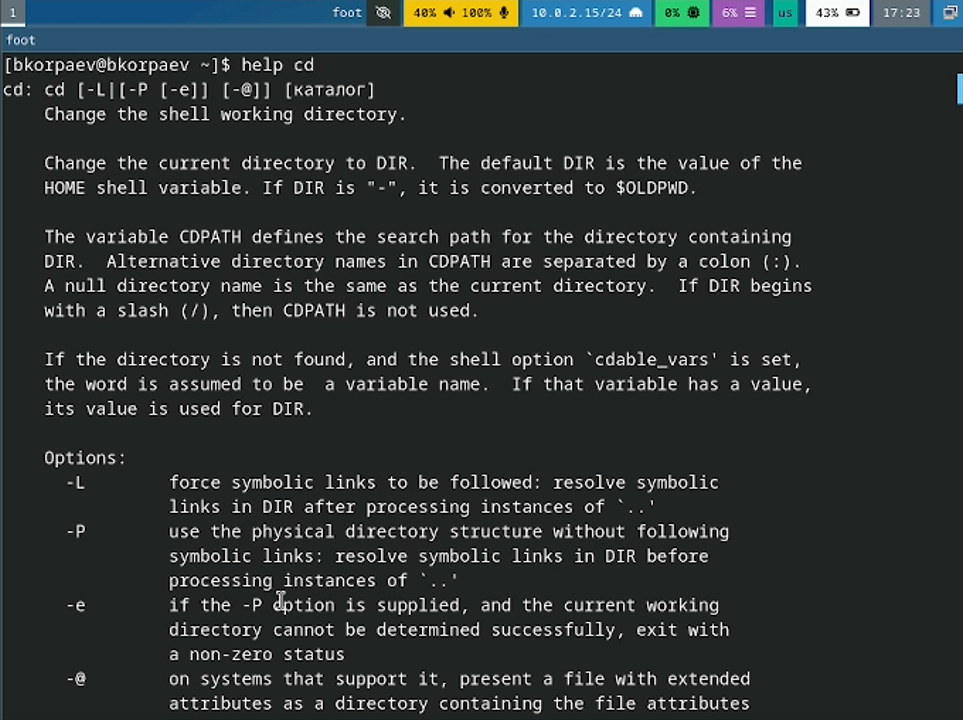 1 foot 40% 100% 10.0.2.15/24 0% 6% us 43% 17:23
foot
[bkorpaev@bkorpaev ~]$ help cd
cd: cd [-L|[-P [-e]] [-@]] [каталог]
Change the shell working directory.
Change the current directory to DIR.  The default DIR is the value of the
HOME shell variable. If DIR is "-", it is converted to $OLDPWD.
The variable CDPATH defines the search path for the directory containing
DIR.  Alternative directory names in CDPATH are separated by a colon (:).
A null directory name is the same as the current directory.  If DIR begins
with a slash (/), then CDPATH is not used.
If the directory is not found, and the shell option `cdable_vars' is set,
the word is assumed to be  a variable name.  If that variable has a value,
its value is used for DIR.
Options:
-L force symbolic links to be followed: resolve symbolic
links in DIR after processing instances of `..'
-P use the physical directory structure without following
symbolic links: resolve symbolic links in DIR before
processing instances of `..'
-e if the -P option is supplied, and the current working
directory cannot be determined successfully, exit with
a non-zero status
-@ on systems that support it, present a file with extended
attributes as a directory containing the file attributes